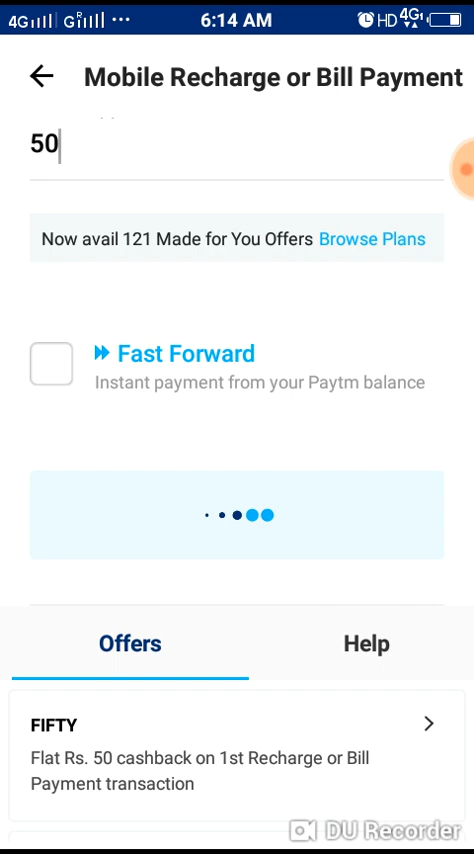 4G G 6:14 AM HD 4G
Mobile Recharge or Bill Payment
50
Now avail 121 Made for You Offers Browse Plans
Fast Forward
Instant payment from your Paytm balance
Offers Help
FIFTY
Flat Rs. 50 cashback on 1st Recharge or Bill
Payment transaction
DU Recorder